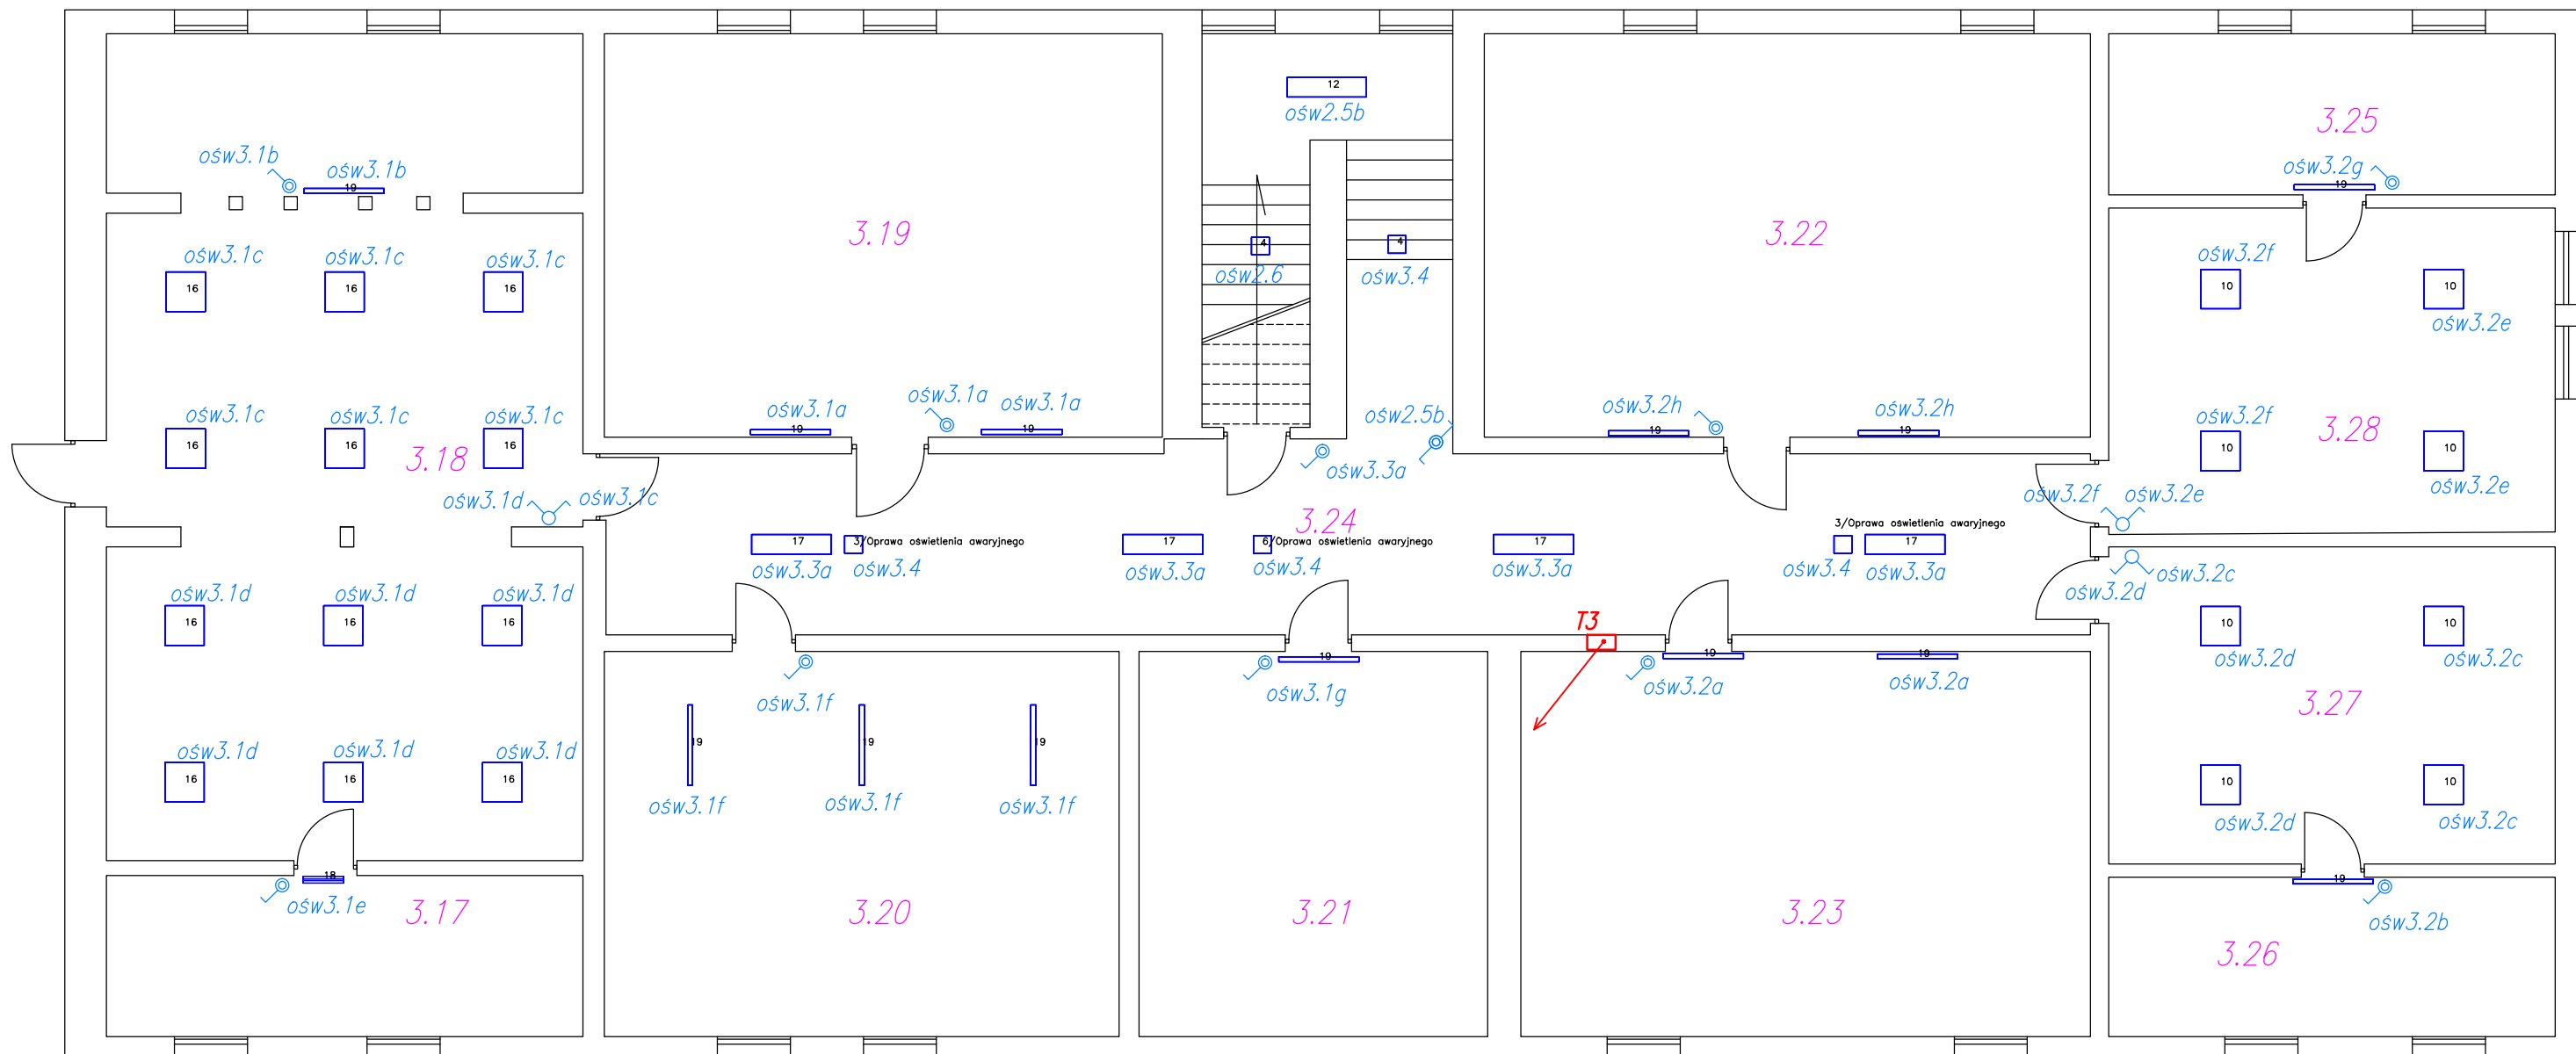 12
ośw2.5b
3.25
ośw3.1b
ośw3.1b
19
ośw3.2g
19
3.19
3.22
4
ośw2.6
4
ośw3.4
ośw3.1c
ośw3.1c
ośw3.1c
16
16
16
ośw3.2f
10
10
ośw3.2e
ośw3.1a
19
ośw3.1a
ośw3.1a
19
ośw2.5b
ośw3.3a
ośw3.2h
19
ośw3.2h
19
ośw3.1c
ośw3.1c
ośw3.1c
16
16
16
3.18
ośw3.2f
3.28
10
10
ośw3.2e
ośw3.1d
ośw3.1c
ośw3.2f
ośw3.2e
3.24
17
3/Oprawa oświetlenia awaryjnego
ośw3.3a
ośw3.4
17
ośw3.3a
6/Oprawa oświetlenia awaryjnego
ośw3.4
17
ośw3.3a
3/Oprawa oświetlenia awaryjnego
17
ośw3.4
ośw3.3a
ośw3.2c
ośw3.2d
ośw3.1d
ośw3.1d
ośw3.1d
16
16
16
T3
10
10
ośw3.2d
ośw3.2c
19
ośw3.1f
ośw3.1g
19
ośw3.2a
19
ośw3.2a
3.27
19
19
19
ośw3.1d
ośw3.1d
ośw3.1d
16
16
16
ośw3.1f
ośw3.1f
ośw3.1f
10
10
ośw3.2d
ośw3.2c
18
ośw3.1e
3.17
3.20
3.21
3.23
19
ośw3.2b
3.26